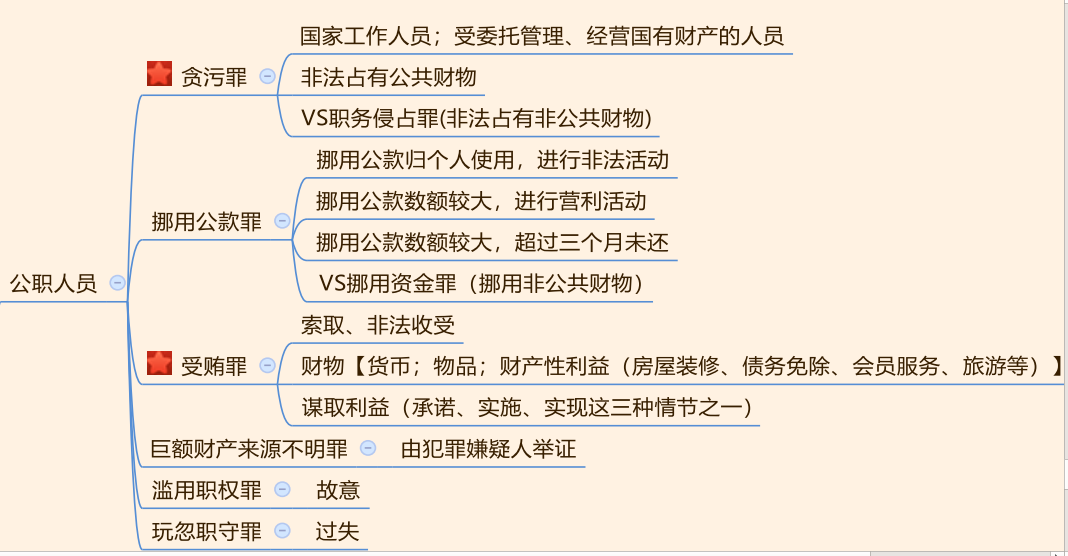 国家工作人员；受委托管理、经营国有财产的人员
贪污罪
非法占有公共财物
VS职务侵占罪(非法占有非公共财物)
挪用公款归个人使用，进行非法活动
挪用公款数额较大，进行营利活动
挪用公款罪
挪用公款数额较大，超过三个月未还
VS挪用资金罪（挪用非公共财物）
公职人员
索取、非法收受
受贿罪
财物【货币；物品；财产性利益（房屋装修、债务免除、会员服务、旅游等）】
谋取利益（承诺、实施、实现这三种情节之一）
巨额财产来源不明罪
由犯罪嫌疑人举证
滥用职权罪
故意
玩忽职守罪
过失